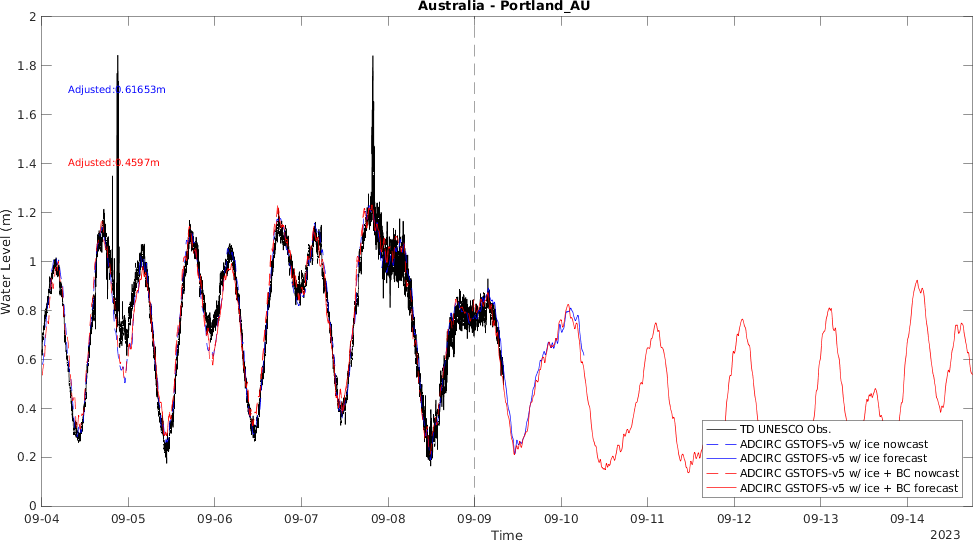 Australia - Portland_AU
2
1.8
1.6
1.4
1.2
1
0.8
0.6
0.4
0.2
0
Water Level (m)
Adjusted:0.61653m
Adjusted:0.4597m
TD UNESCO Obs.
ADCIRC GSTOFS-v5 w/ ice nowcast
ADCIRC GSTOFS-v5 w/ ice forecast
ADCIRC GSTOFS-v5 w/ ice + BC nowcast
ADCIRC GSTOFS-v5 w/ ice + BC forecast
09-04 09-05 09-06 09-07 09-08 09-09 09-10 09-11 09-12 09-13 09-14
Time
2023